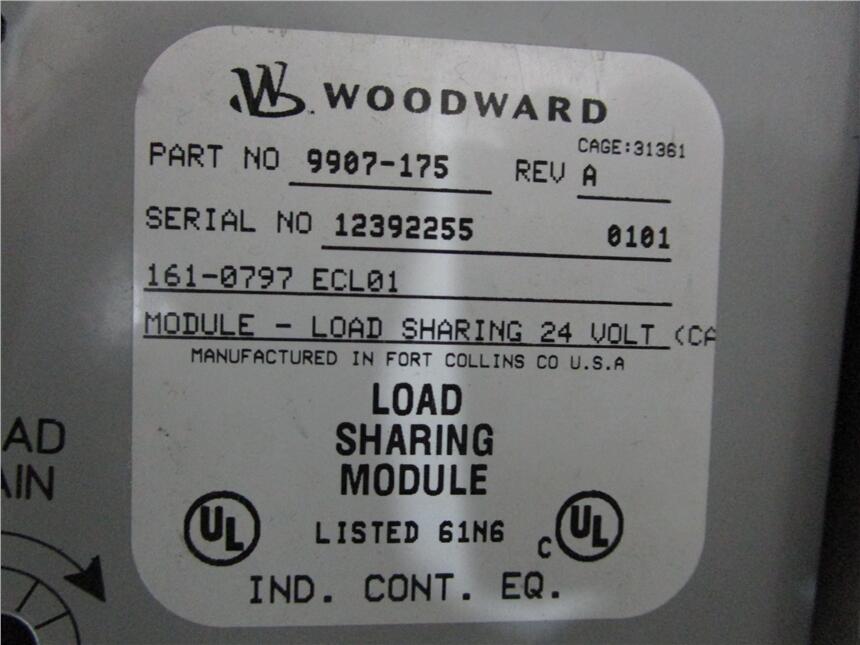 WOODWARD
CAGE:31361
PART NO 9907-175 REV A
SERIAL NO 12392255 0101
161-0797 ECL01
MODULE - LOAD SHARING 24 VOLT (CA
MANUFACTURED IN FORT COLLINS CO U.S.A
LOAD
SHARING
MODULE
UL LISTED 61N6 C UL
IND. CONT. EQ.
AD
AIN